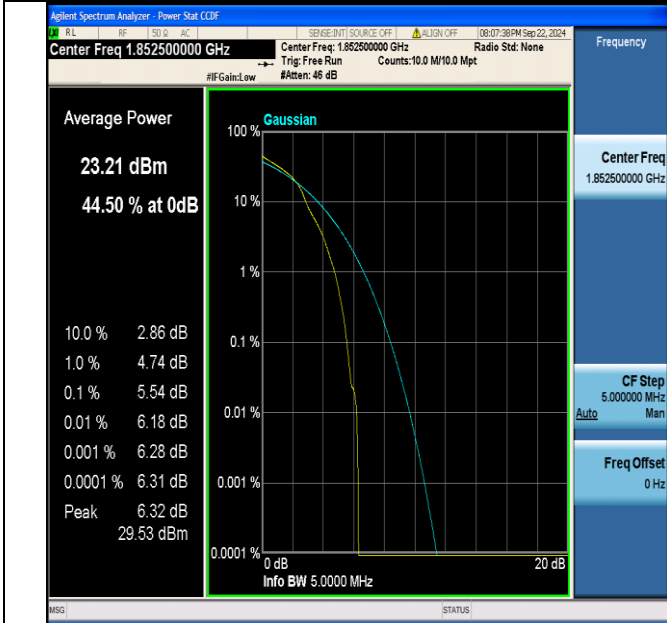 Agilent Spectrum Analyzer - Power Stat CCDF
RL RF 50 Ω AC SENSE:INT SOURCE OFF ALIGN OFF 08:07:38PM Sep 22, 2024
Center Freq 1.852500000 GHz
Center Freq: 1.852500000 GHz Radio Std: None
Trig: Free Run Counts:10.0 M/10.0 Mpt
#IFGain:Low #Atten: 46 dB
Frequency
Average Power
23.21 dBm
44.50 % at 0dB
10.0 % 2.86 dB
1.0 % 4.74 dB
0.1 % 5.54 dB
0.01 % 6.18 dB
0.001 % 6.28 dB
0.0001 % 6.31 dB
Peak 6.32 dB
29.53 dBm
Gaussian
100 %
10 %
1 %
0.1 %
0.01 %
0.001 %
0.0001 %
0 dB 20 dB
Info BW 5.0000 MHz
Center Freq
1.852500000 GHz
CF Step
5.000000 MHz
Auto Man
Freq Offset
0 Hz
MSG STATUS